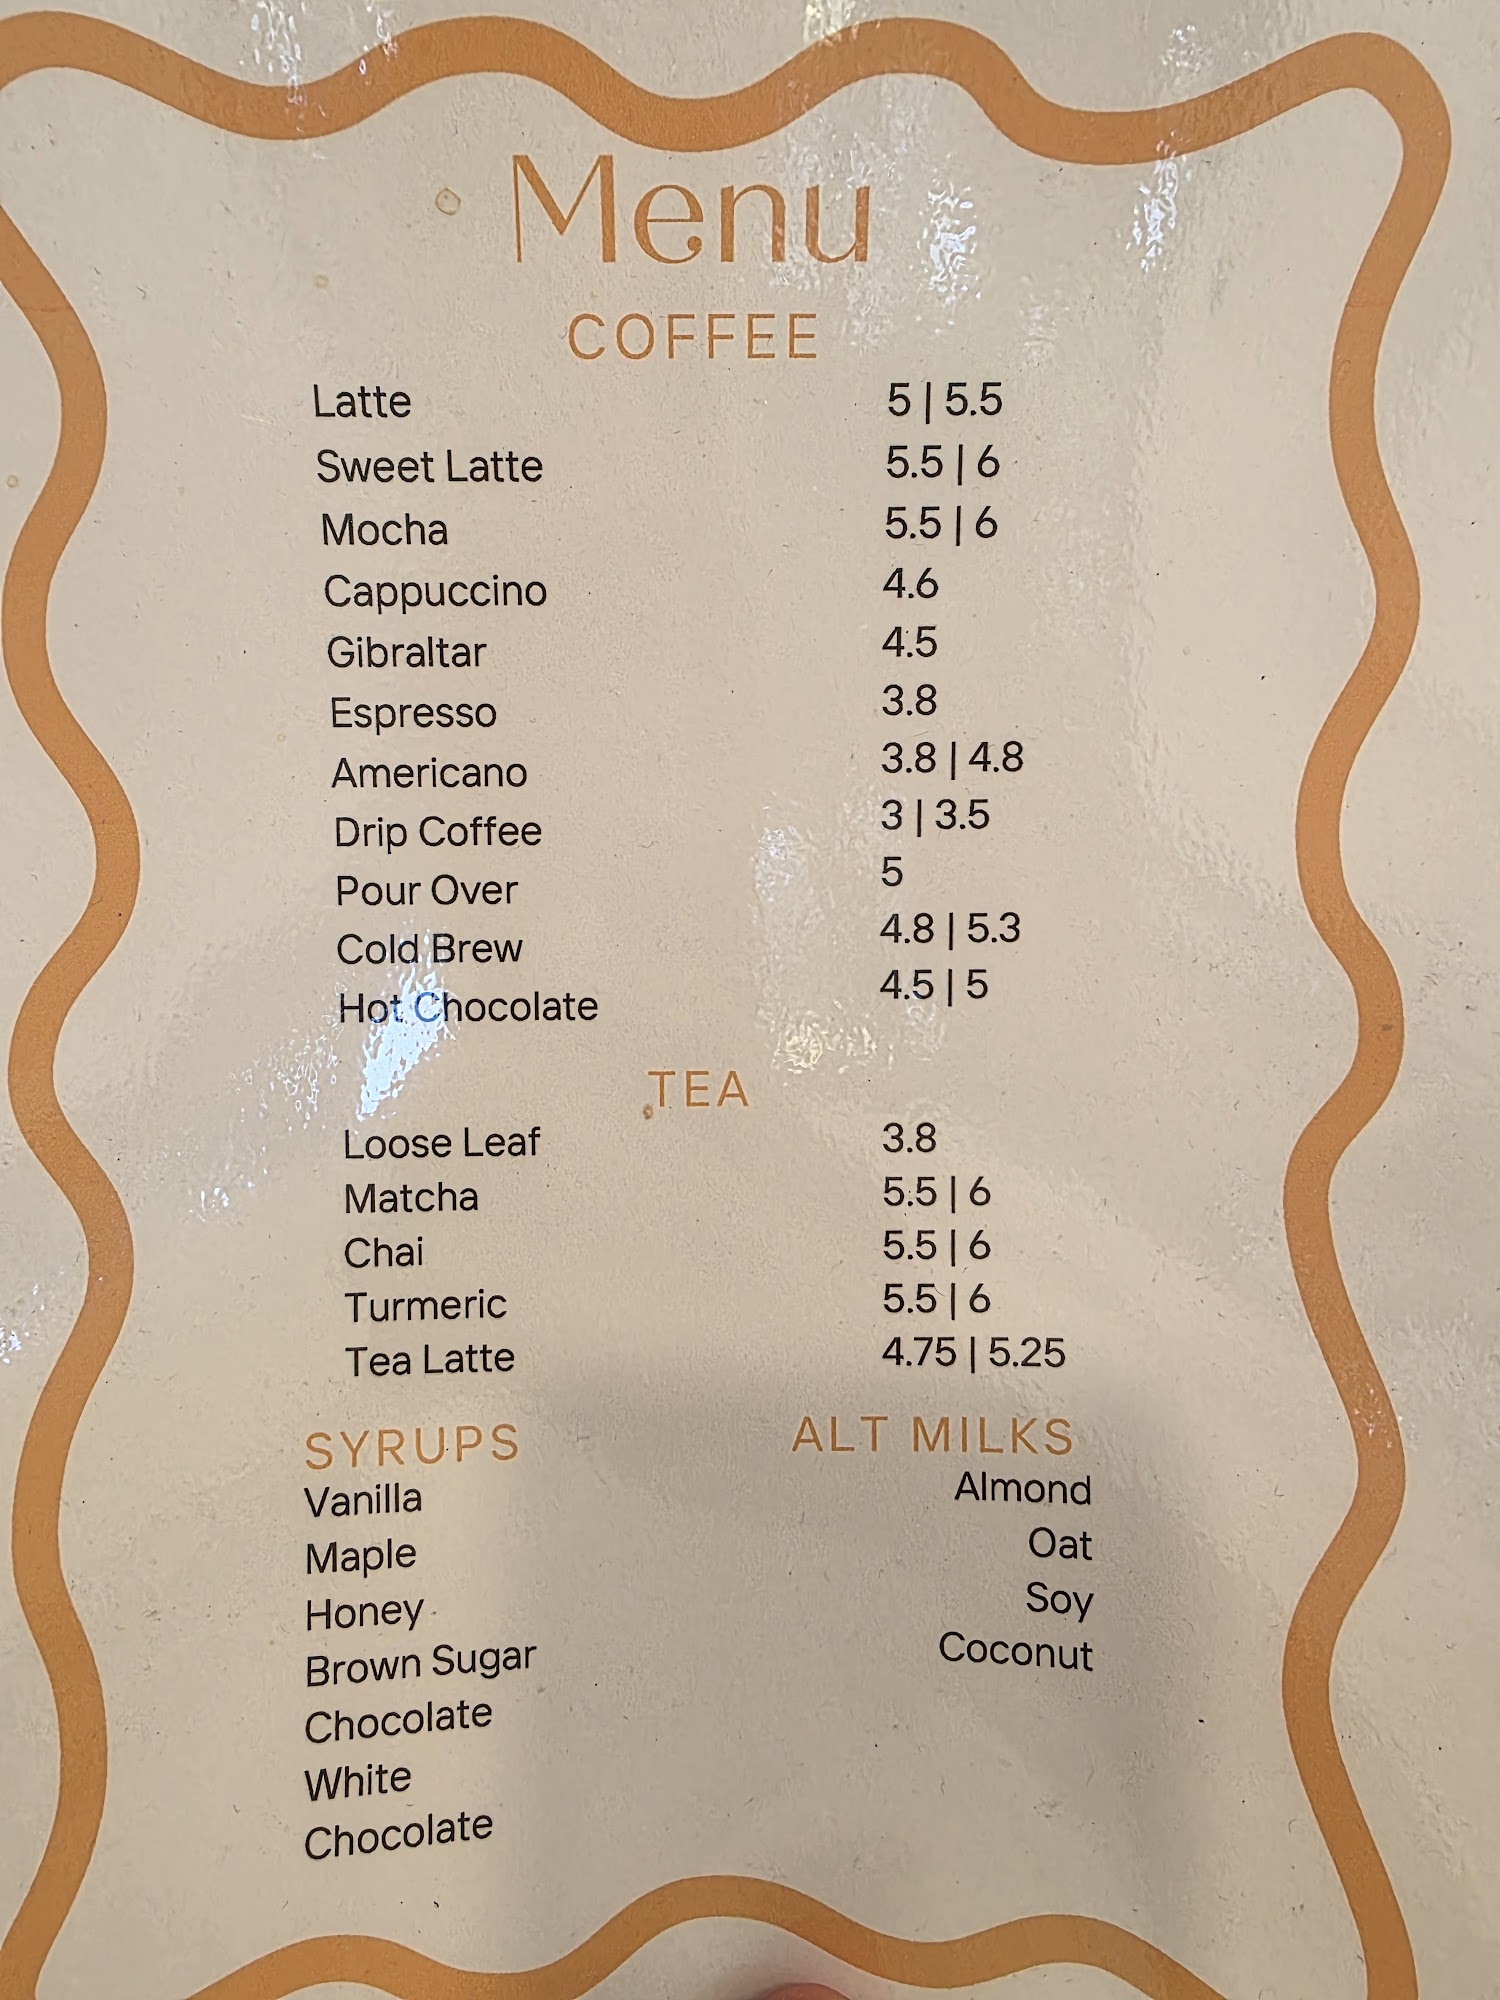 Menu
COFFEE
Latte 5 | 5.5
Sweet Latte 5.5 | 6
Mocha 5.5 | 6
Cappuccino 4.6
Gibraltar 4.5
Espresso 3.8
Americano 3.8 | 4.8
Drip Coffee 3 | 3.5
Pour Over 5
Cold Brew 4.8 | 5.3
Hot Chocolate 4.5 | 5
TEA
Loose Leaf 3.8
Matcha 5.5 | 6
Chai 5.5 | 6
Turmeric 5.5 | 6
Tea Latte 4.75 | 5.25
SYRUPS
Vanilla
Maple
Honey
Brown Sugar
Chocolate
White
Chocolate
ALT MILKS
Almond
Oat
Soy
Coconut